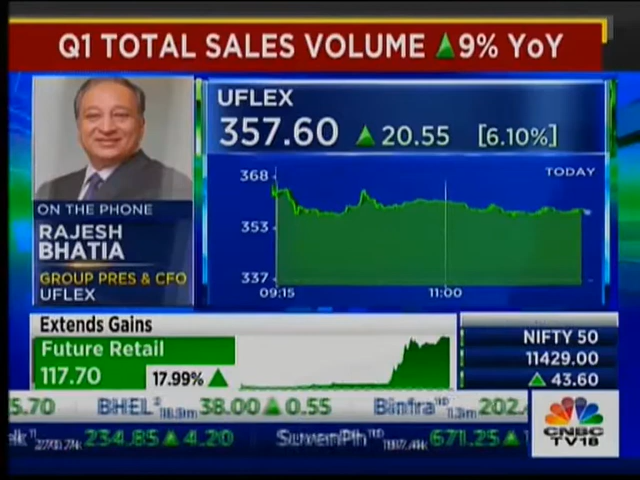 Q1 TOTAL SALES VOLUME ▲9% YoY
ON THE PHONE
RAJESH
BHATIA
GROUP PRES & CFO
UFLEX
UFLEX
357.60 ▲ 20.55 [6.10%]
TODAY
368
353
337
09:15 11:00
Extends Gains
Future Retail
117.70 17.99% ▲
NIFTY 50
11429.00
▲ 43.60
5.70 BHEL 38.00 ▲ 0.55 Binfra 202.
234.85 ▲ 4.20 SuvenPh 671.25 ▲
CNBC
TV18